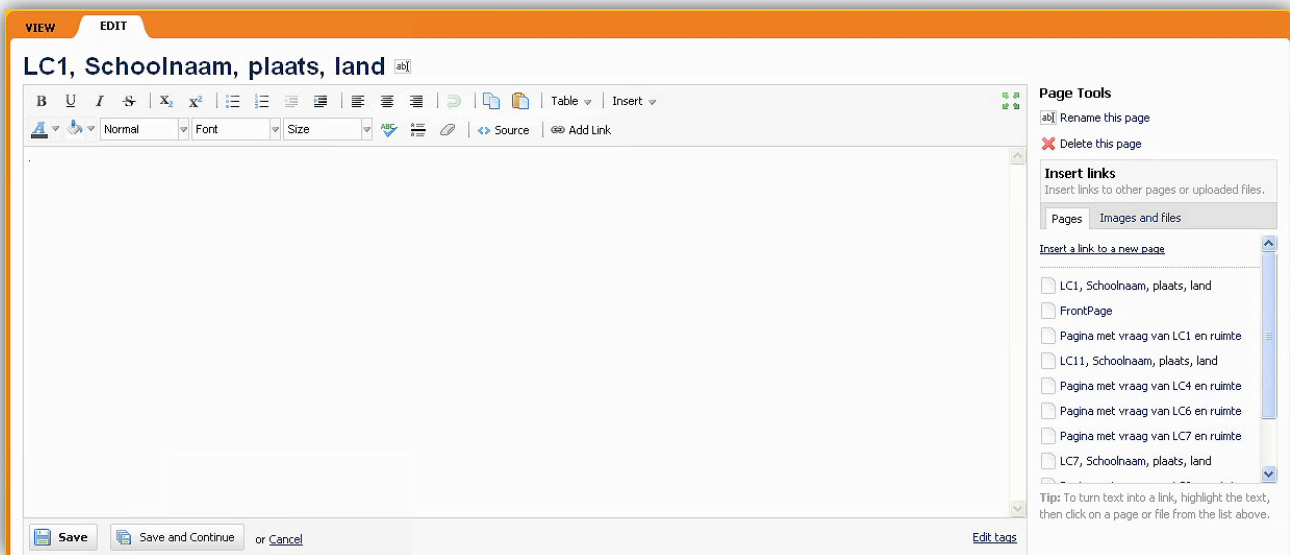 VIEW EDIT
LC1, Schoolnaam, plaats, land ab
B U I S X₂ X² Table Insert
A Normal Font Size ABC Source Add Link
.
Save Save and Continue or Cancel Edit tags
Page Tools
ab Rename this page
Delete this page
Insert links
Insert links to other pages or uploaded files.
Pages Images and files
Insert a link to a new page
LC1, Schoolnaam, plaats, land
FrontPage
Pagina met vraag van LC1 en ruimte
LC11, Schoolnaam, plaats, land
Pagina met vraag van LC4 en ruimte
Pagina met vraag van LC6 en ruimte
Pagina met vraag van LC7 en ruimte
LC7, Schoolnaam, plaats, land
Tip: To turn text into a link, highlight the text,
then click on a page or file from the list above.